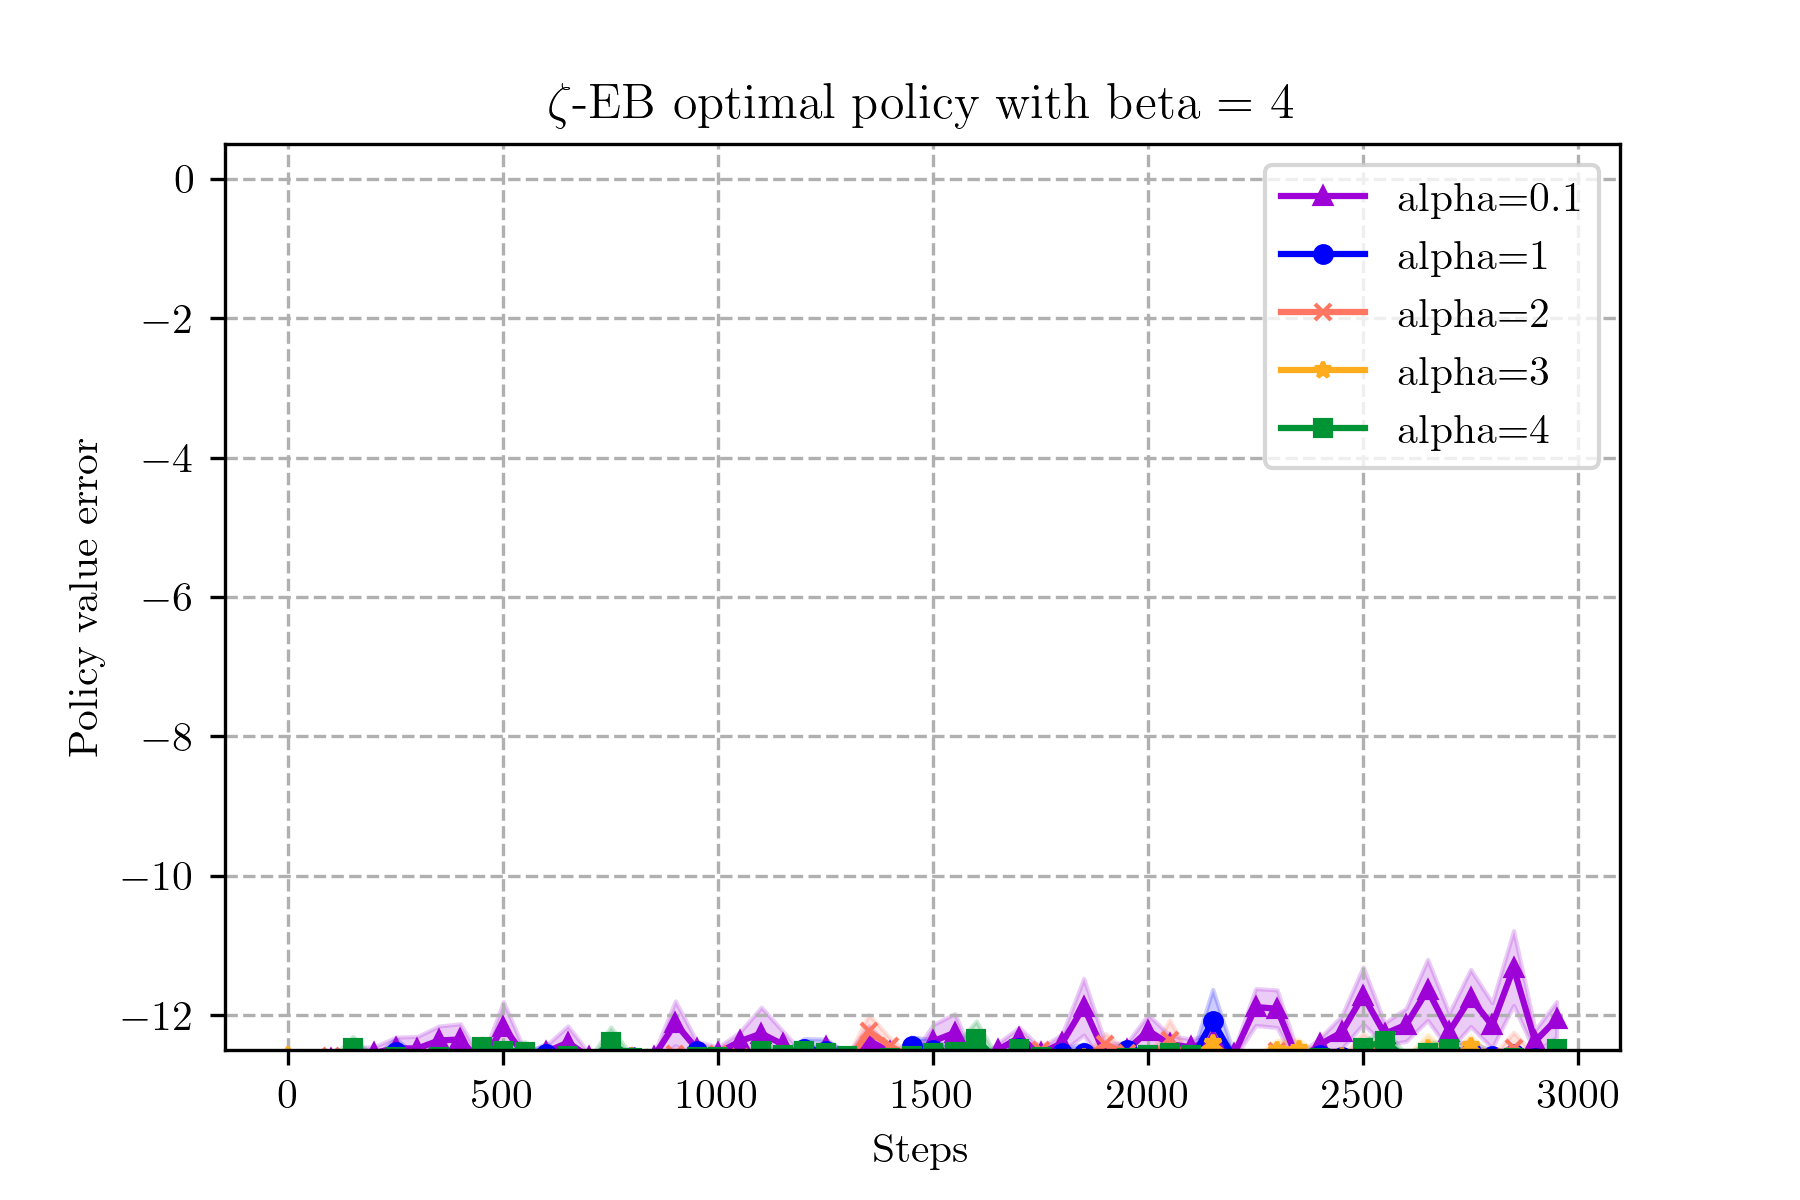 ζ-EB optimal policy with beta = 4
0
−2
−4
−6
−8
−10
−12
Policy value error
alpha=0.1
alpha=1
alpha=2
alpha=3
alpha=4
0 500 1000 1500 2000 2500 3000
Steps